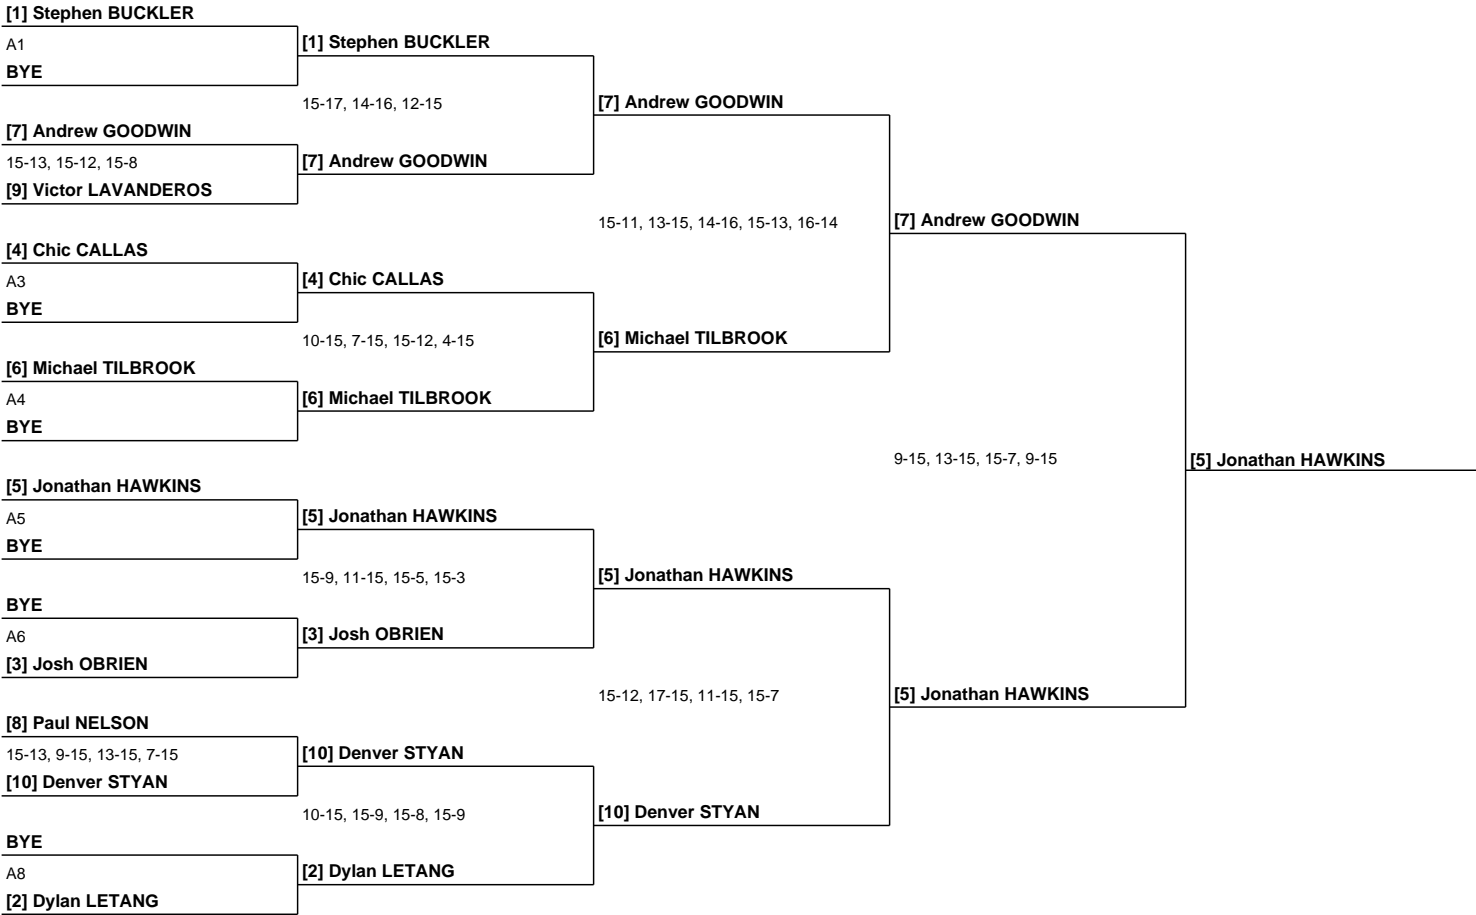 [1] Stephen BUCKLER
A1
BYE
[7] Andrew GOODWIN
15-13, 15-12, 15-8
[9] Victor LAVANDEROS
[4] Chic CALLAS
A3
BYE
[6] Michael TILBROOK
A4
BYE
[5] Jonathan HAWKINS
A5
BYE
BYE
A6
[3] Josh OBRIEN
[8] Paul NELSON
15-13, 9-15, 13-15, 7-15
[10] Denver STYAN
BYE
A8
[2] Dylan LETANG
[1] Stephen BUCKLER
15-17, 14-16, 12-15
[7] Andrew GOODWIN
[4] Chic CALLAS
10-15, 7-15, 15-12, 4-15
[6] Michael TILBROOK
[5] Jonathan HAWKINS
15-9, 11-15, 15-5, 15-3
[3] Josh OBRIEN
[10] Denver STYAN
10-15, 15-9, 15-8, 15-9
[2] Dylan LETANG
[7] Andrew GOODWIN
15-11, 13-15, 14-16, 15-13, 16-14
[6] Michael TILBROOK
[5] Jonathan HAWKINS
15-12, 17-15, 11-15, 15-7
[10] Denver STYAN
[7] Andrew GOODWIN
9-15, 13-15, 15-7, 9-15
[5] Jonathan HAWKINS
[5] Jonathan HAWKINS